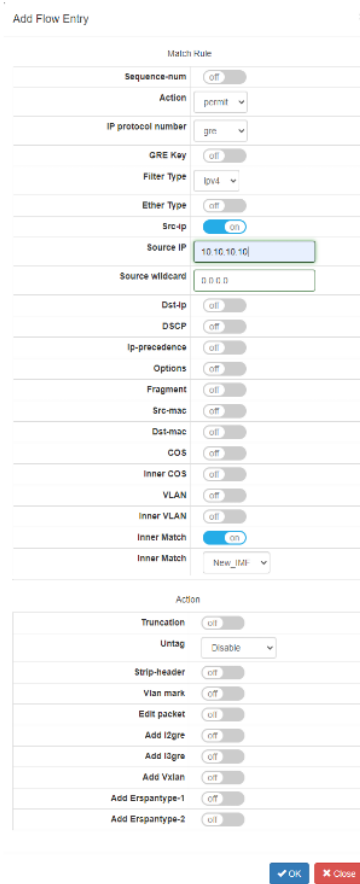 Add Flow Entry
Match Rule
Sequence-num off
Action permit
IP protocol number gre
GRE Key off
Filter Type Ipv4
Ether Type off
Src-ip on
Source IP 10.10.10.10
Source wildcard 0.0.0.0
Dst-ip off
DSCP off
Ip-precedence off
Options off
Fragment off
Src-mac off
Dst-mac off
COS off
Inner COS off
VLAN off
Inner VLAN off
Inner Match on
Inner Match New_IMF
Action
Truncation off
Untag Disable
Strip-header off
Vlan mark off
Edit packet off
Add l2gre off
Add l3gre off
Add Vxlan off
Add Erspantype-1 off
Add Erspantype-2 off
OK Close